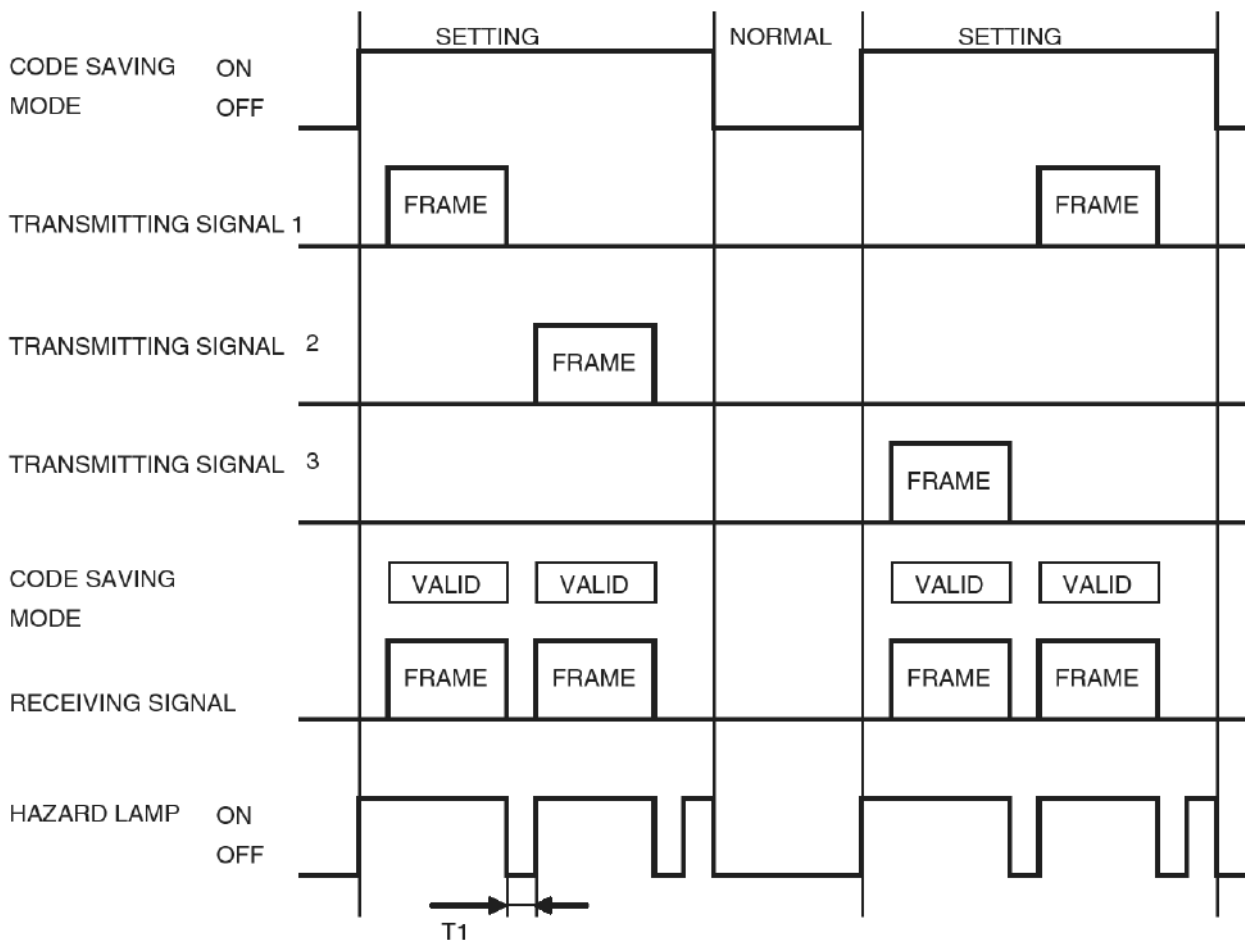 SETTING NORMAL SETTING
CODE SAVING ON
MODE OFF
FRAME FRAME
TRANSMITTING SIGNAL 1
TRANSMITTING SIGNAL 2
FRAME
TRANSMITTING SIGNAL 3
FRAME
CODE SAVING
VALID VALID VALID VALID
MODE
FRAME FRAME FRAME FRAME
RECEIVING SIGNAL
HAZARD LAMP ON
OFF
T1